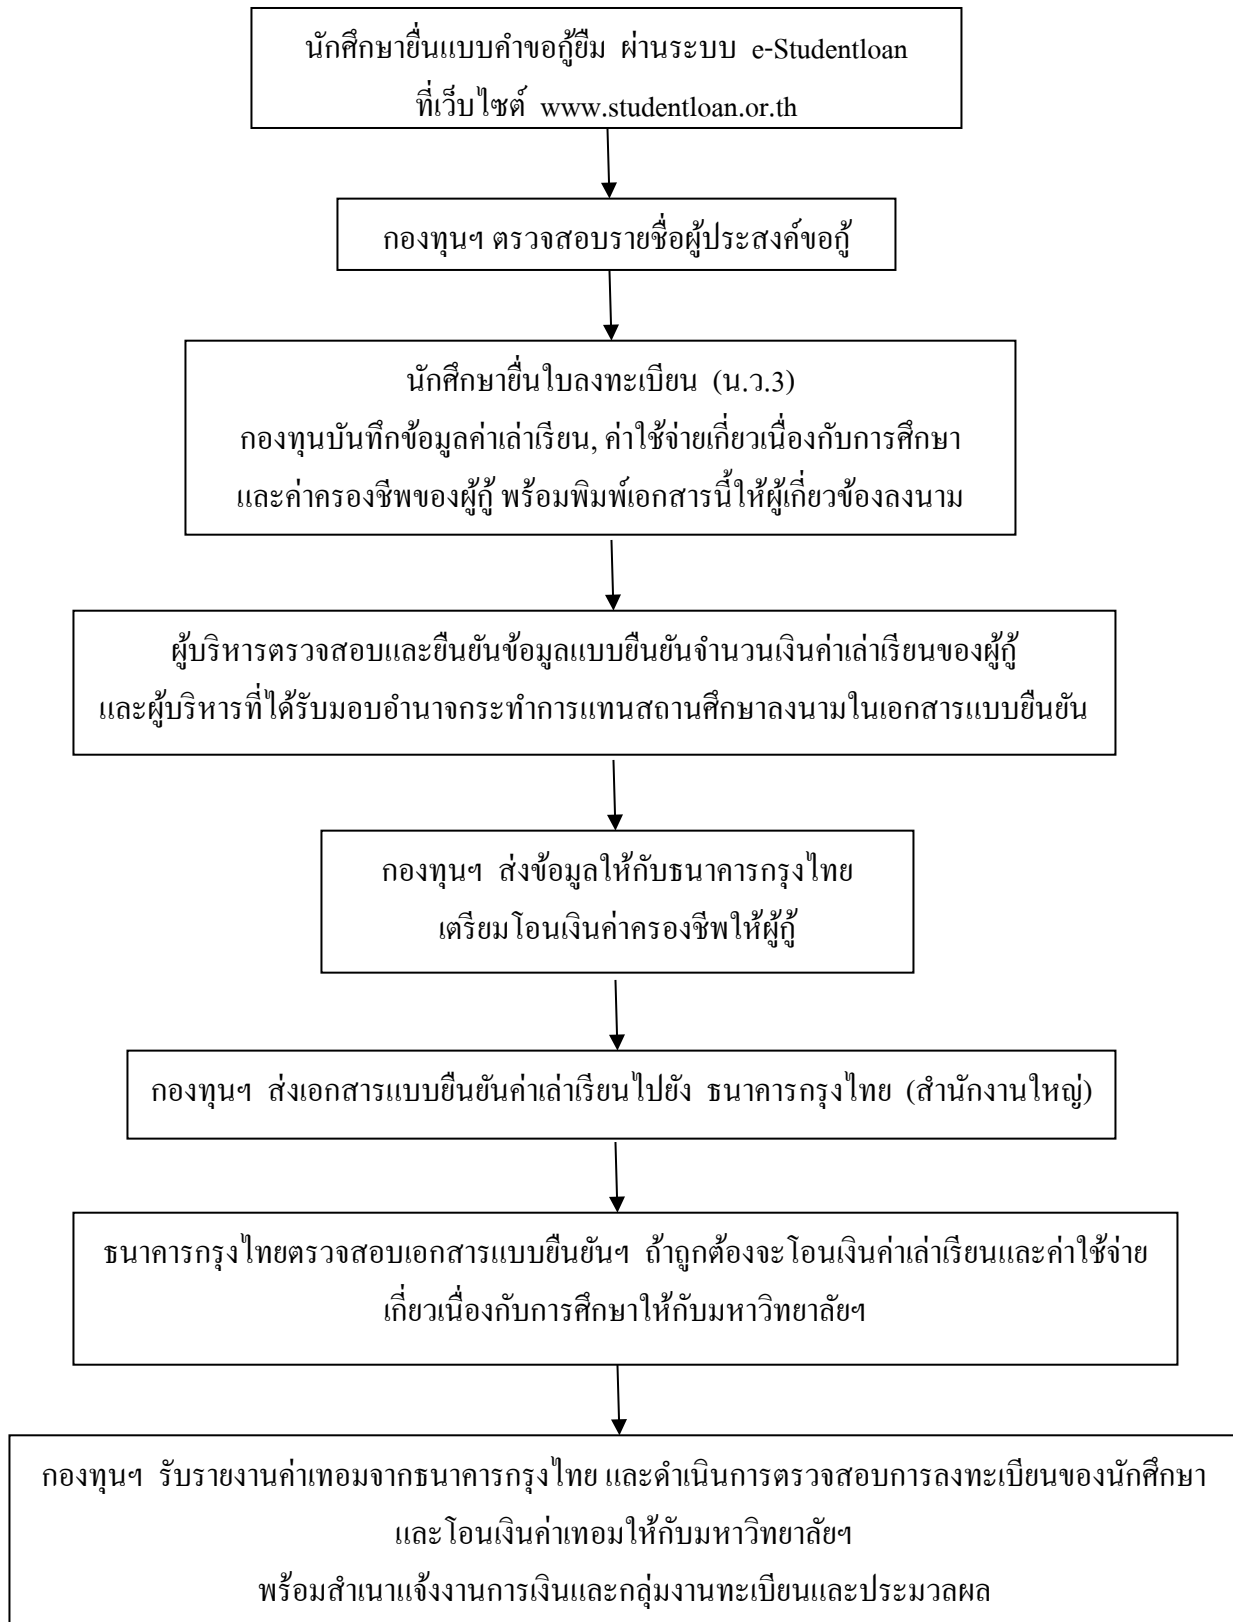 นักศึกษายื่นแบบคำขอกู้ยืม ผ่านระบบ e-Studentloan
ที่เว็บไซต์ www.studentloan.or.th
กองทุนฯ ตรวจสอบรายชื่อผู้ประสงค์ขอกู้
นักศึกษายื่นใบลงทะเบียน (น.ว.3)
กองทุนบันทึกข้อมูลค่าเล่าเรียน, ค่าใช้จ่ายเกี่ยวเนื่องกับการศึกษา
และค่าครองชีพของผู้กู้ พร้อมพิมพ์เอกสารนี้ให้ผู้เกี่ยวข้องลงนาม
ผู้บริหารตรวจสอบและยืนยันข้อมูลแบบยืนยันจำนวนเงินค่าเล่าเรียนของผู้กู้
และผู้บริหารที่ได้รับมอบอำนาจกระทำการแทนสถานศึกษาลงนามในเอกสารแบบยืนยัน
กองทุนฯ ส่งข้อมูลให้กับธนาคารกรุงไทย
เตรียมโอนเงินค่าครองชีพให้ผู้กู้
กองทุนฯ ส่งเอกสารแบบยืนยันค่าเล่าเรียนไปยัง ธนาคารกรุงไทย (สำนักงานใหญ่)
ธนาคารกรุงไทยตรวจสอบเอกสารแบบยืนยันฯ ถ้าถูกต้องจะโอนเงินค่าเล่าเรียนและค่าใช้จ่าย
เกี่ยวเนื่องกับการศึกษาให้กับมหาวิทยาลัยฯ
กองทุนฯ รับรายงานค่าเทอมจากธนาคารกรุงไทย และดำเนินการตรวจสอบการลงทะเบียนของนักศึกษา
และโอนเงินค่าเทอมให้กับมหาวิทยาลัยฯ
พร้อมสำเนาแจ้งงานการเงินและกลุ่มงานทะเบียนและประมวลผล